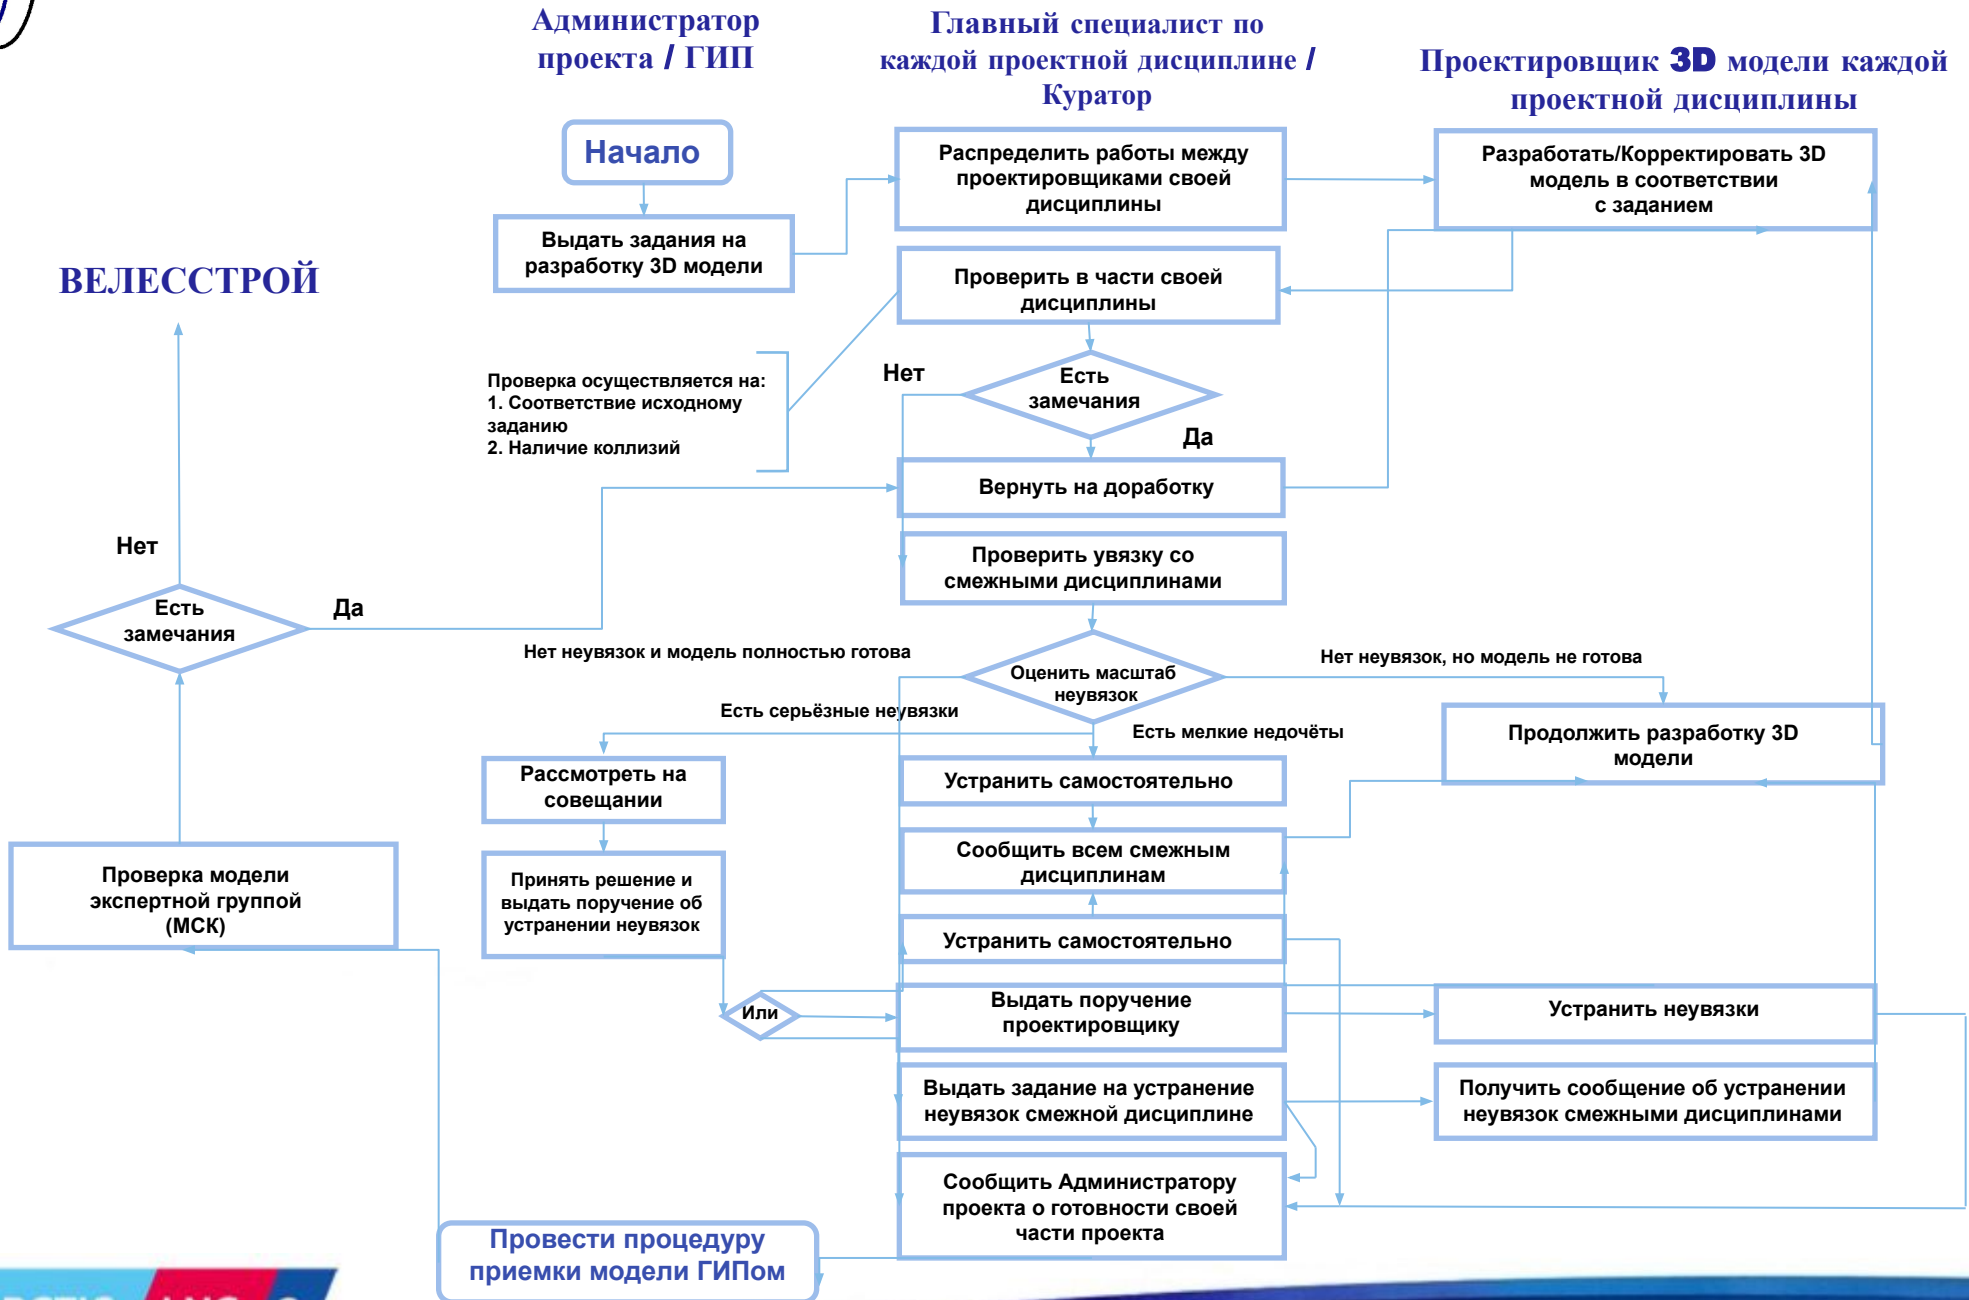 Администратор
проекта / ГИП
Главный специалист по
каждой проектной дисциплине /
Куратор
Проектировщик 3D модели каждой
проектной дисциплины
Начало
Распределить работы между
проектировщиками своей
дисциплины
Разработать/Корректировать 3D
модель в соответствии
с заданием
Выдать задания на
разработку 3D модели
ВЕЛЕССТРОЙ
Проверить в части своей
дисциплины
Проверка осуществляется на:
1. Соответствие исходному
заданию
2. Наличие коллизий
Нет
Есть
замечания
Да
Вернуть на доработку
Нет
Проверить увязку со
смежными дисциплинами
Есть
замечания
Да
Нет неувязок и модель полностью готова
Оценить масштаб
неувязок
Нет неувязок, но модель не готова
Есть серьёзные неувязки
Есть мелкие недочёты
Продолжить разработку 3D
модели
Рассмотреть на
совещании
Устранить самостоятельно
Сообщить всем смежным
дисциплинам
Проверка модели
экспертной группой
(МСК)
Принять решение и
выдать поручение об
устранении неувязок
Устранить самостоятельно
Или
Выдать поручение
проектировщику
Устранить неувязки
Выдать задание на устранение
неувязок смежной дисциплине
Получить сообщение об устранении
неувязок смежными дисциплинами
Сообщить Администратору
проекта о готовности своей
части проекта
Провести процедуру
приемки модели ГИПом